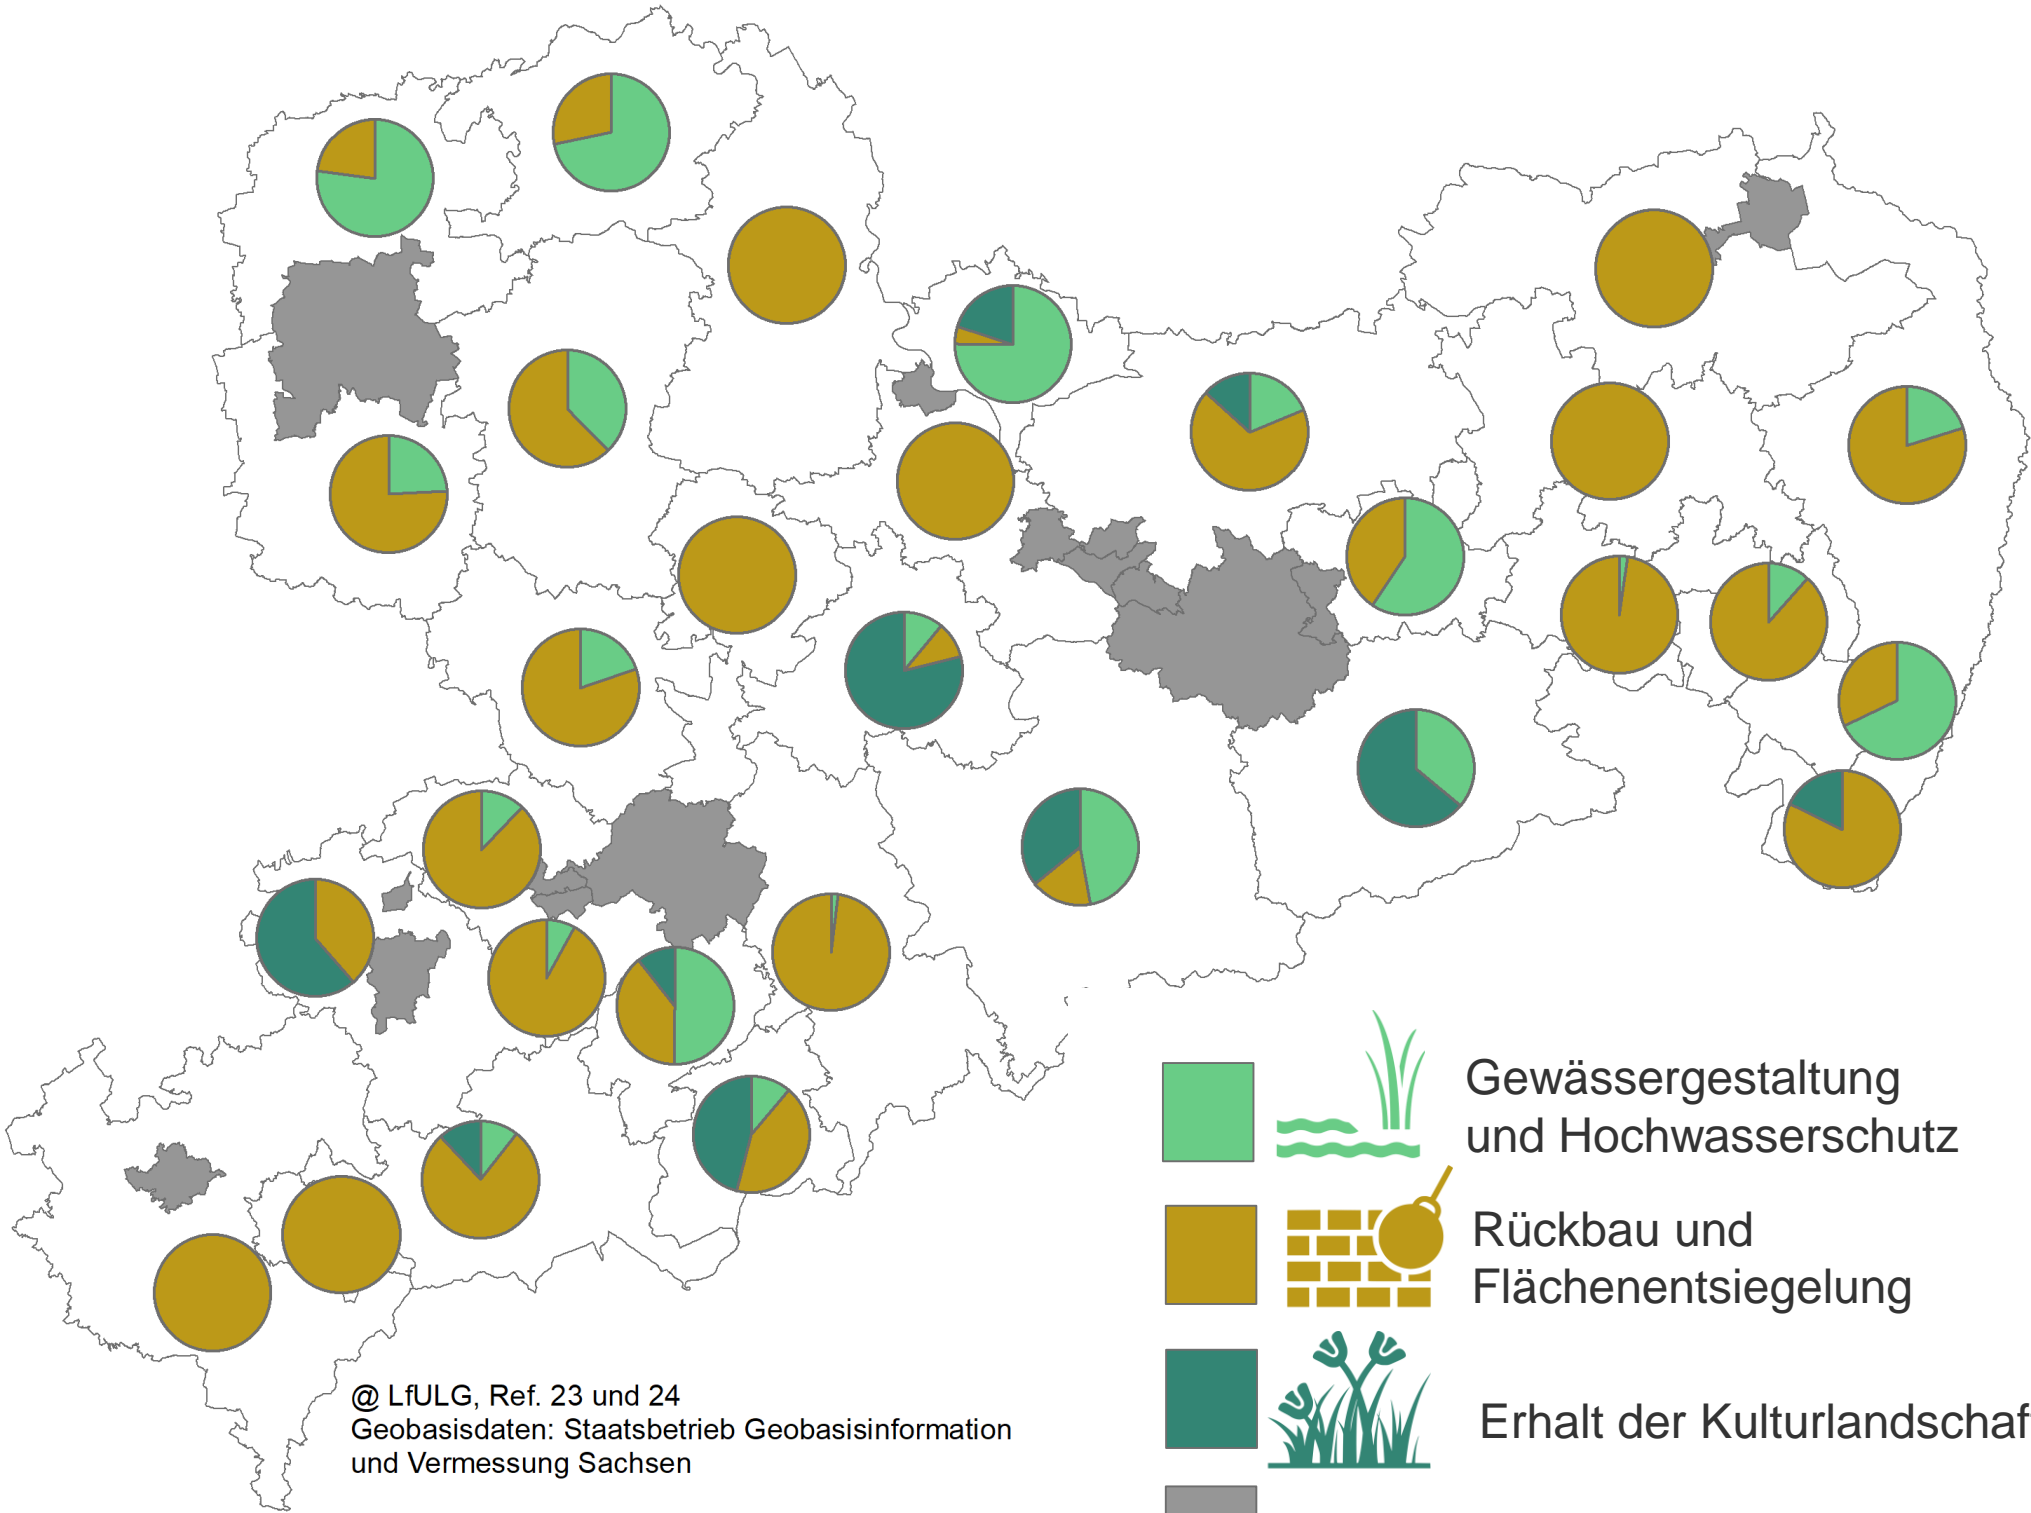 Gewässergestaltung
und Hochwasserschutz
Rückbau und
Flächenentsiegelung
Erhalt der Kulturlandschaf
@ LfULG, Ref. 23 und 24
Geobasisdaten: Staatsbetrieb Geobasisinformation
und Vermessung Sachsen